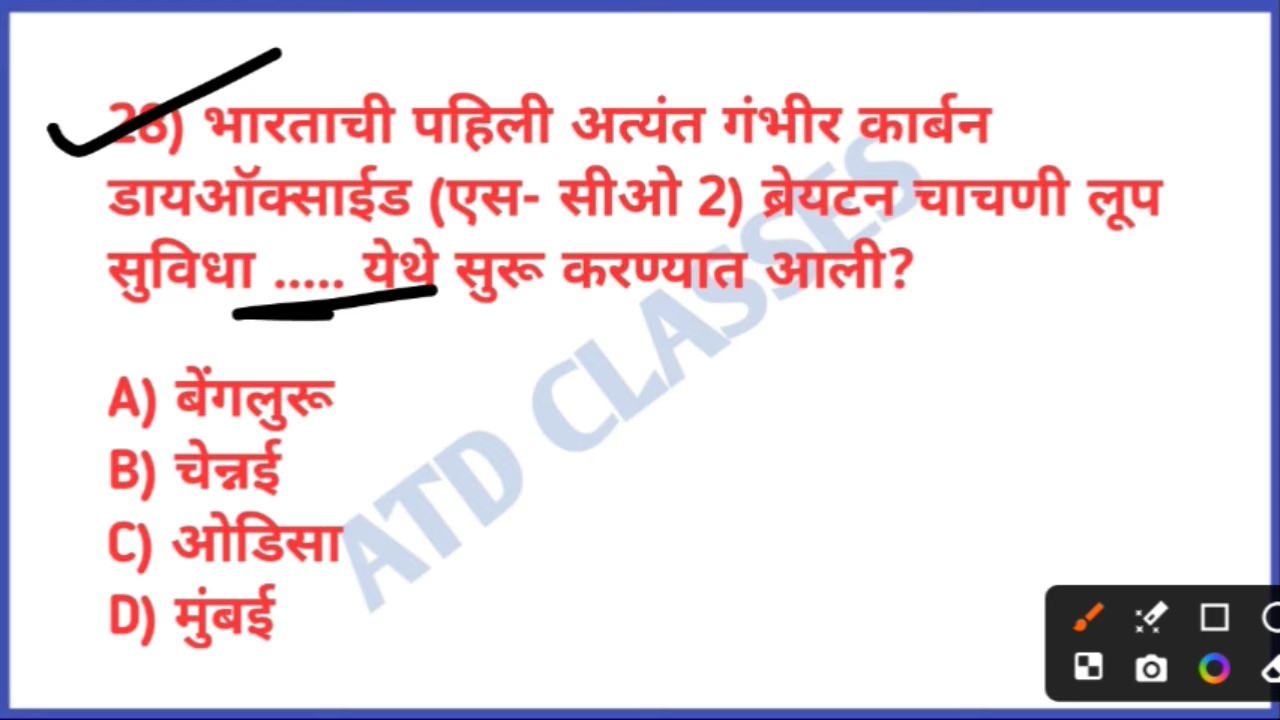 28) भारताची पहिली अत्यंत गंभीर कार्बन
डायऑक्साईड (एस- सीओ 2) ब्रेयटन चाचणी लूप
सुविधा ..... येथे सुरू करण्यात आली?
A) बेंगलुरू
B) चेन्नई
C) ओडिसा
D) मुंबई
ATD CLASSES